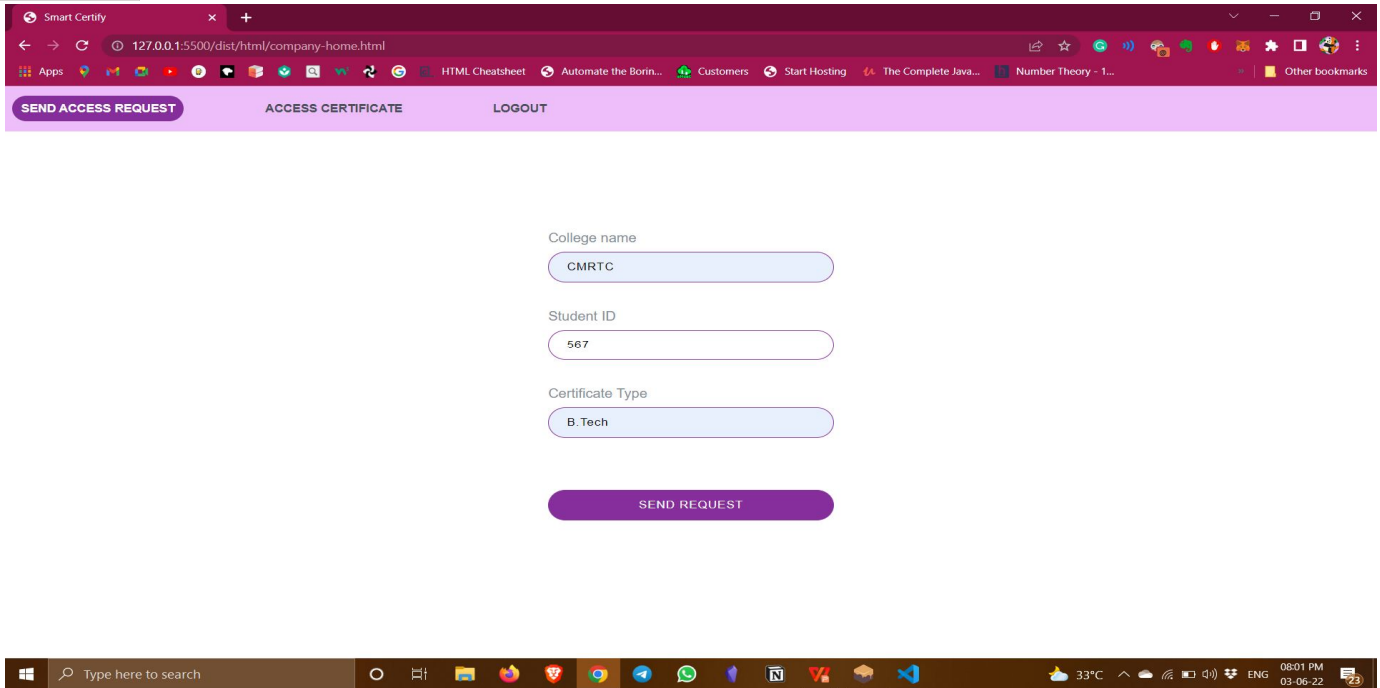 Smart Certify
127.0.0.1:5500/dist/html/company-home.html
Apps HTML Cheatsheet Automate the Borin... Customers Start Hosting The Complete Java... Number Theory - 1... » Other bookmarks
SEND ACCESS REQUEST ACCESS CERTIFICATE LOGOUT
College name
CMRTC
Student ID
567
Certificate Type
B.Tech
SEND REQUEST
Type here to search 33°C ENG 08:01 PM
03-06-22 23